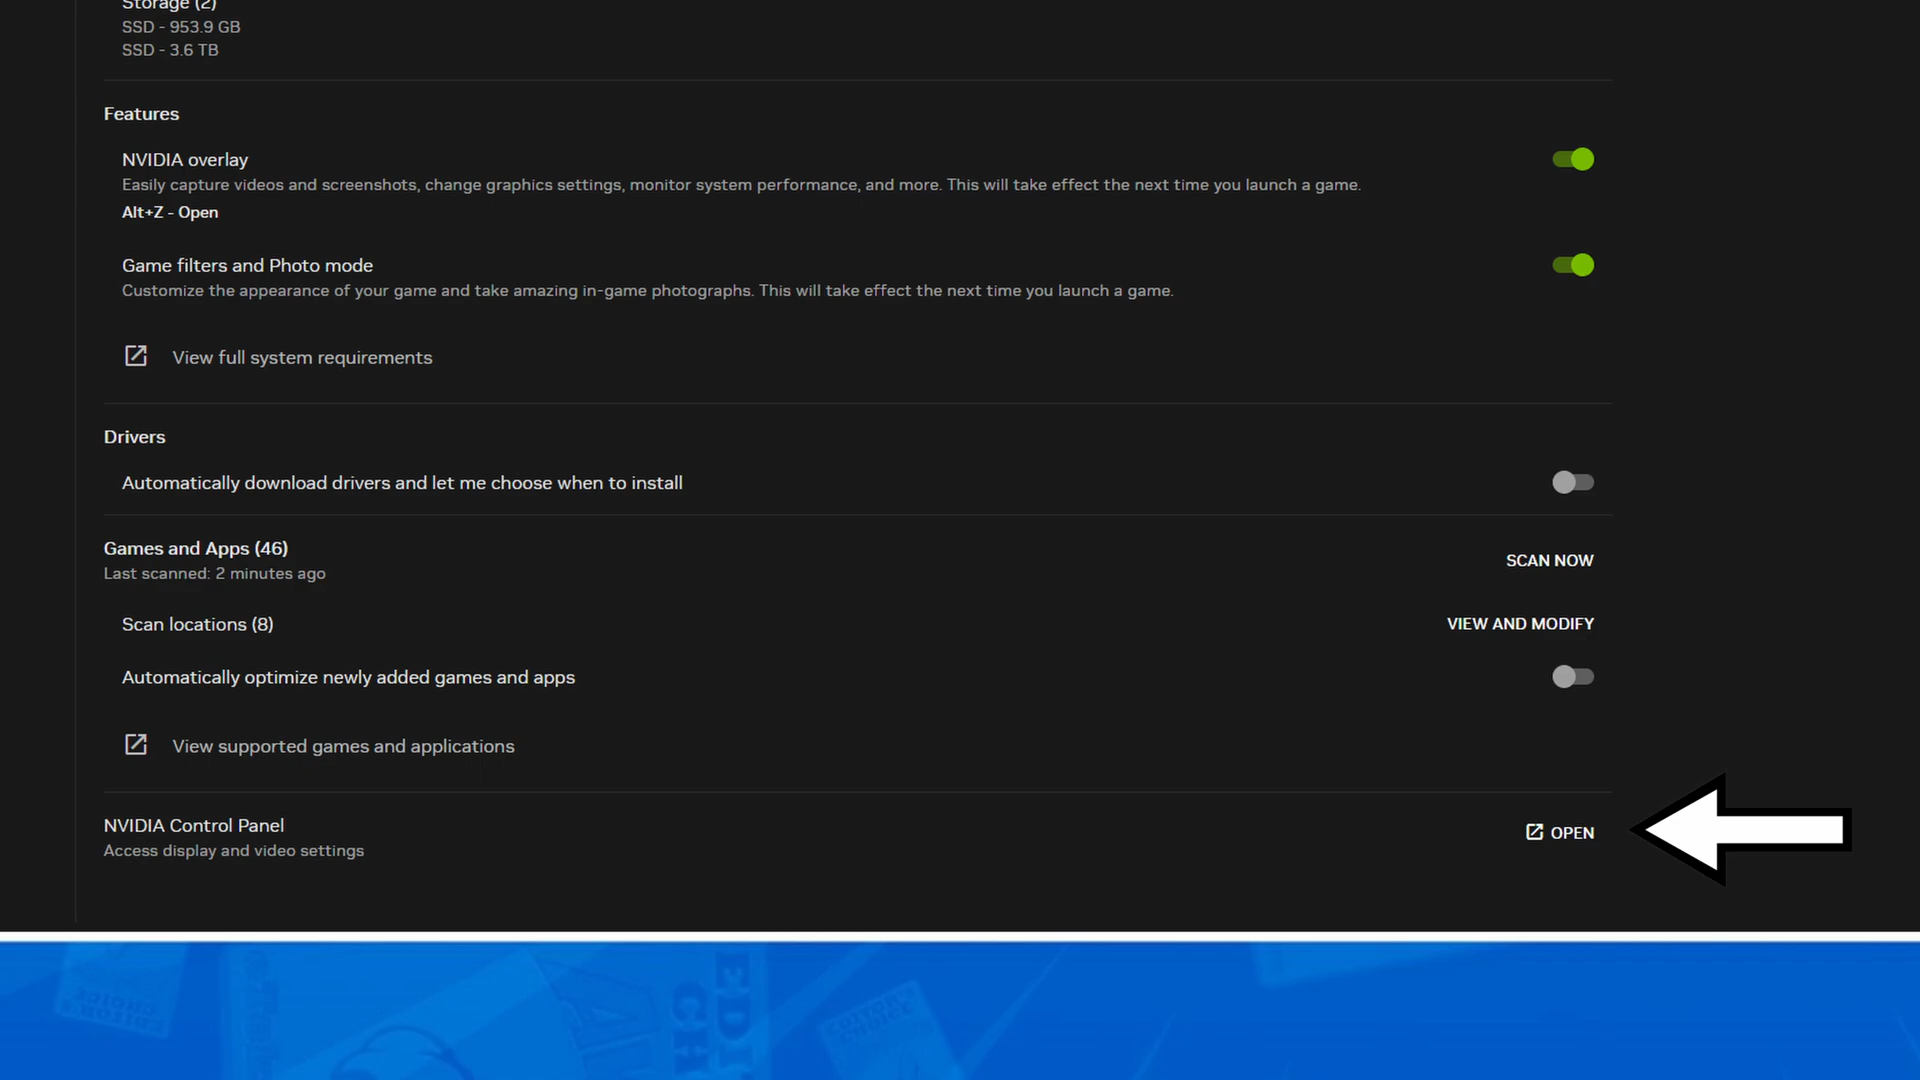 Storage (2)
SSD - 953.9 GB
SSD - 3.6 TB
Features
NVIDIA overlay
Easily capture videos and screenshots, change graphics settings, monitor system performance, and more. This will take effect the next time you launch a game.
Alt+Z - Open
Game filters and Photo mode
Customize the appearance of your game and take amazing in-game photographs. This will take effect the next time you launch a game.
View full system requirements
Drivers
Automatically download drivers and let me choose when to install
Games and Apps (46)
Last scanned: 2 minutes ago
SCAN NOW
Scan locations (8)
VIEW AND MODIFY
Automatically optimize newly added games and apps
View supported games and applications
NVIDIA Control Panel
Access display and video settings
OPEN